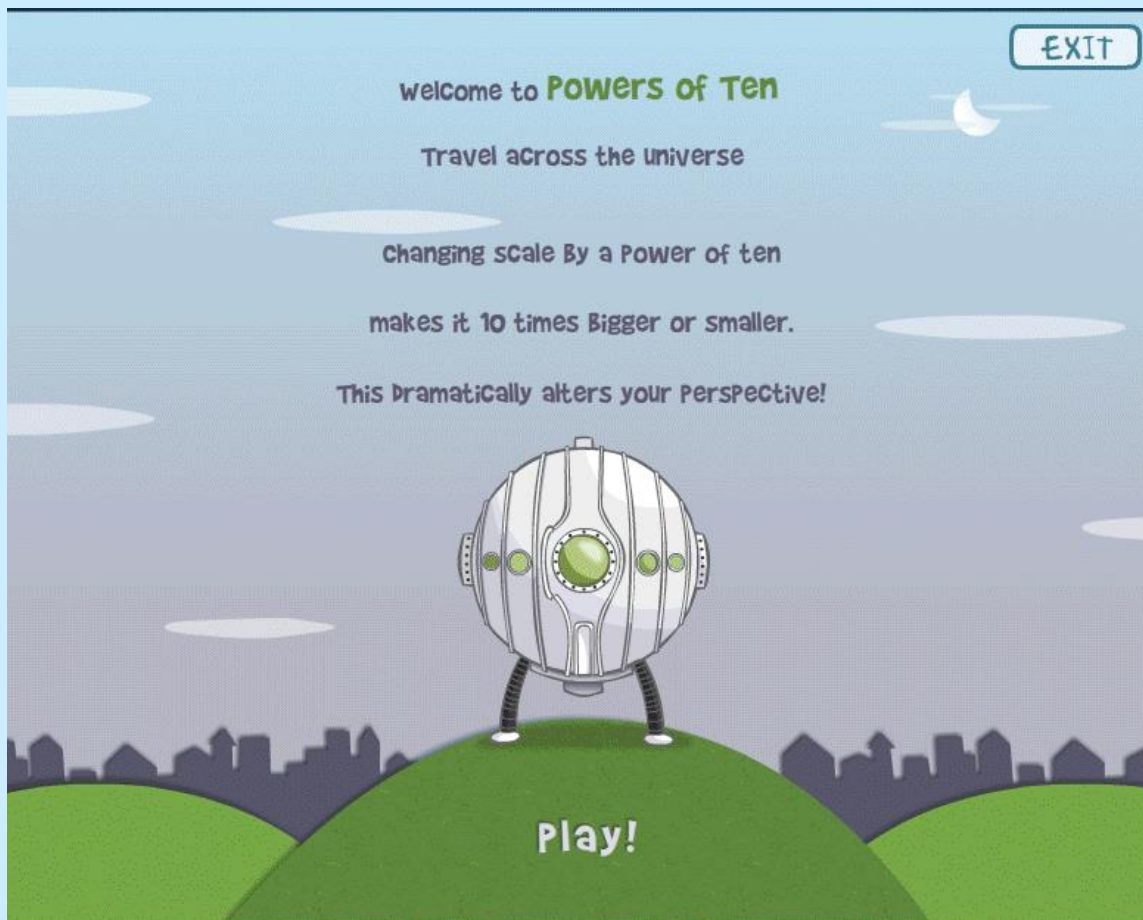 EXIT
Welcome to Powers of Ten
Travel across the universe
Changing scale By a Power of ten
makes it 10 times Bigger or smaller.
This Dramatically alters your Perspective!
Play!